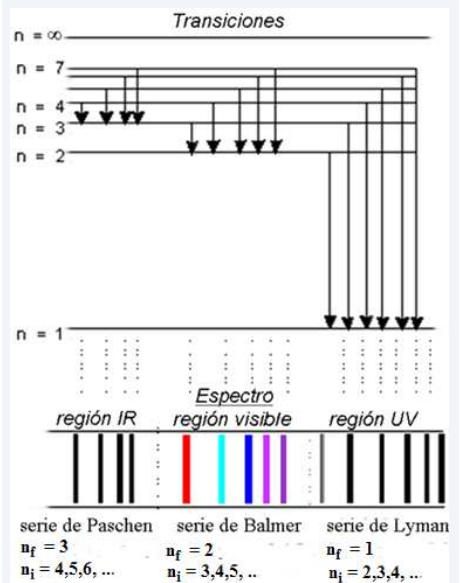 Transiciones
n = ∞
n = 7
n = 4
n = 3
n = 2
n = 1
Espectro
región IR región visible región UV
serie de Paschen serie de Balmer serie de Lyman
nf = 3 nf = 2 nf = 1
ni = 4,5,6, ... ni = 3,4,5, .. ni = 2,3,4, ...